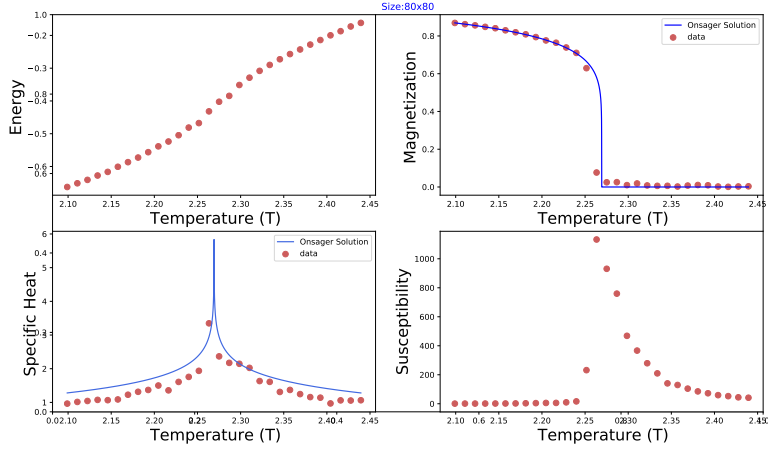 Size:80x80
1.0
−0.2
−0.3
0.8
−0.4
−0.5
−0.6
0.6
Energy
2.10 2.15 2.20 2.25 2.30 2.35 2.40 2.45
Temperature (T)
Onsager Solution
data
0.8
0.6
0.4
0.2
0.0
Magnetization
2.10 2.15 2.20 2.25 2.30 2.35 2.40 2.45
Temperature (T)
Onsager Solution
data
6
0.4
5
4
3
2
1
0.0
Specific Heat
2.10 2.15 2.20 2.25 2.30 2.35 2.40 2.45
Temperature (T)
1000
800
600
400
200
0
Susceptibility
2.10 0.6 2.15 2.20 2.25 2.30 2.35 2.40 2.45
Temperature (T)